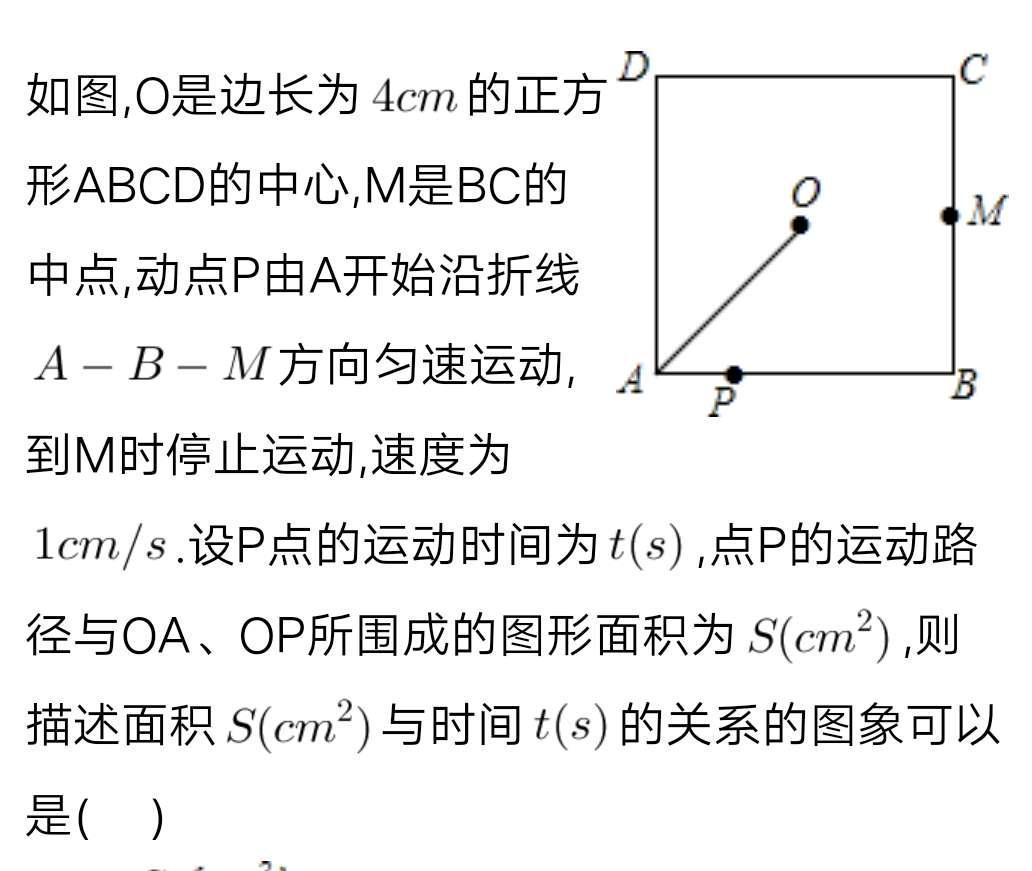 如图,O是边长为 4cm 的正方
形ABCD的中心,M是BC的
中点,动点P由A开始沿折线
A − B − M方向匀速运动,
到M时停止运动,速度为
1cm/s.设P点的运动时间为t(s),点P的运动路
径与OA、OP所围成的图形面积为S(cm²),则
描述面积S(cm²)与时间t(s)的关系的图象可以
是(    )
D
C
O
M
A
P
B